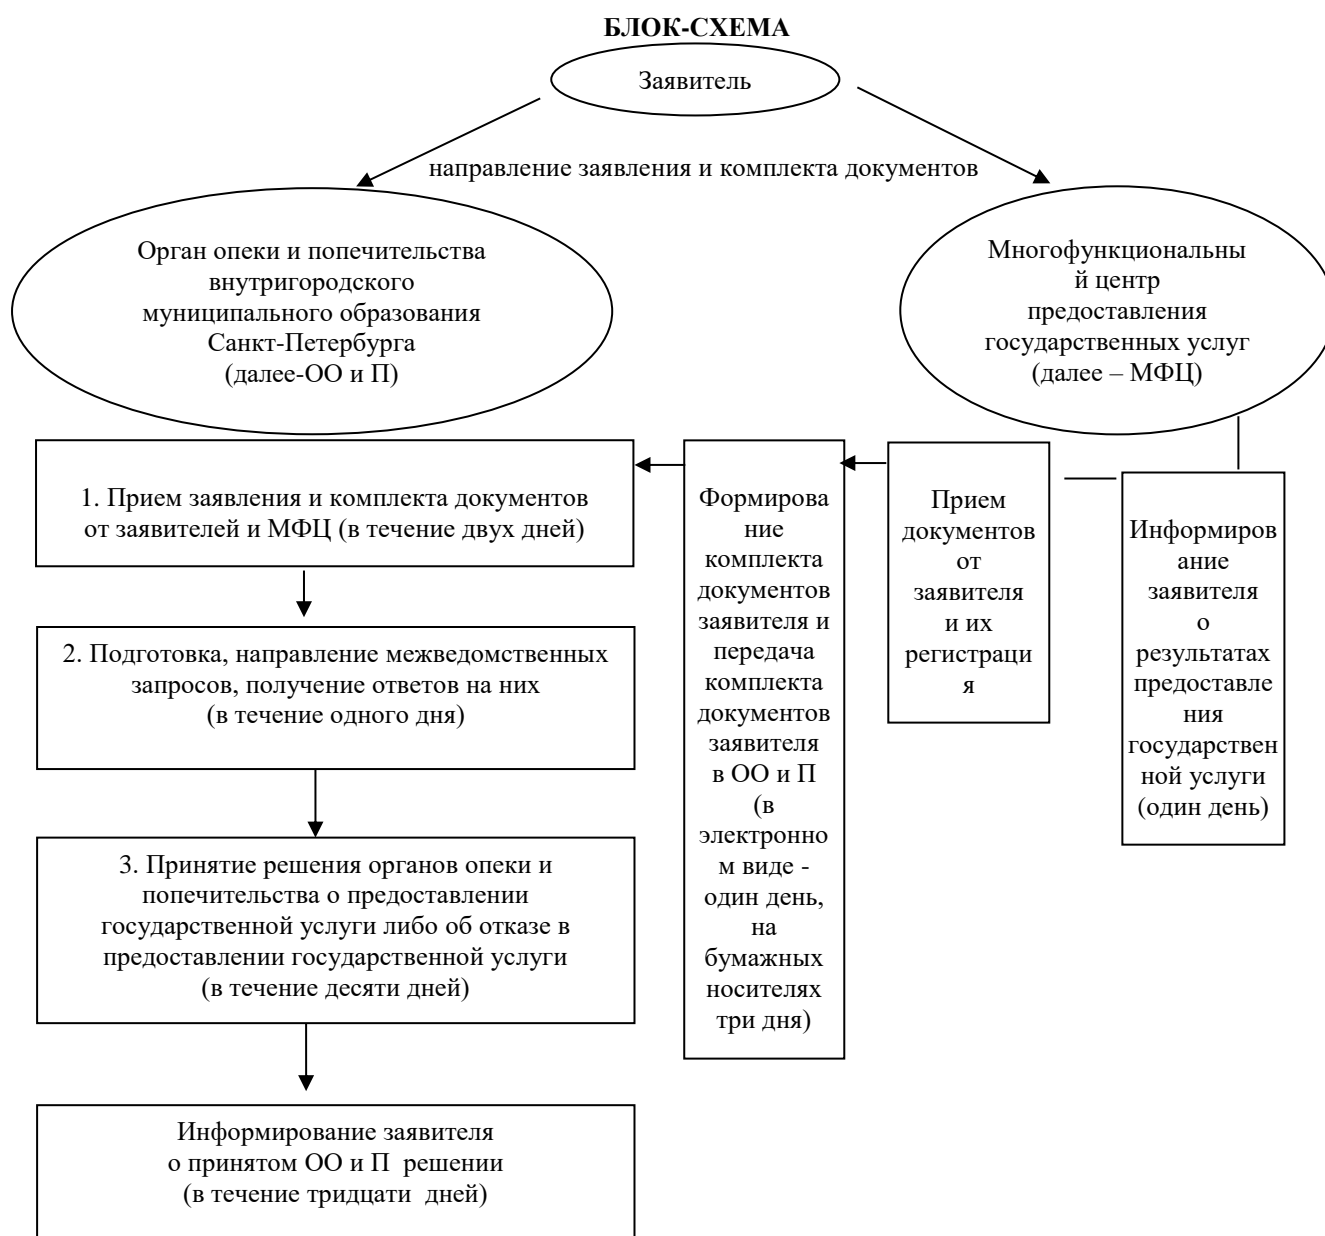 БЛОК-СХЕМА
Заявитель
направление заявления и комплекта документов
Орган опеки и попечительства
внутригородского
муниципального образования
Санкт-Петербурга
(далее-ОО и П)
Многофункциональны
й центр
предоставления
государственных услуг
(далее – МФЦ)
1. Прием заявления и комплекта документов
от заявителей и МФЦ (в течение двух дней)
2. Подготовка, направление межведомственных
запросов, получение ответов на них
(в течение одного дня)
3. Принятие решения органов опеки и
попечительства о предоставлении
государственной услуги либо об отказе в
предоставлении государственной услуги
(в течение десяти дней)
Информирование заявителя
о принятом ОО и П  решении
(в течение тридцати  дней)
Формирова
ние
комплекта
документов
заявителя и
передача
комплекта
документов
заявителя
в ОО и П
(в
электронно
м виде -
один день,
на
бумажных
носителях
три дня)
Прием
документов
от
заявителя
и их
регистраци
я
Информиров
ание
заявителя
о
результатах
предоставле
ния
государствен
ной услуги
(один день)